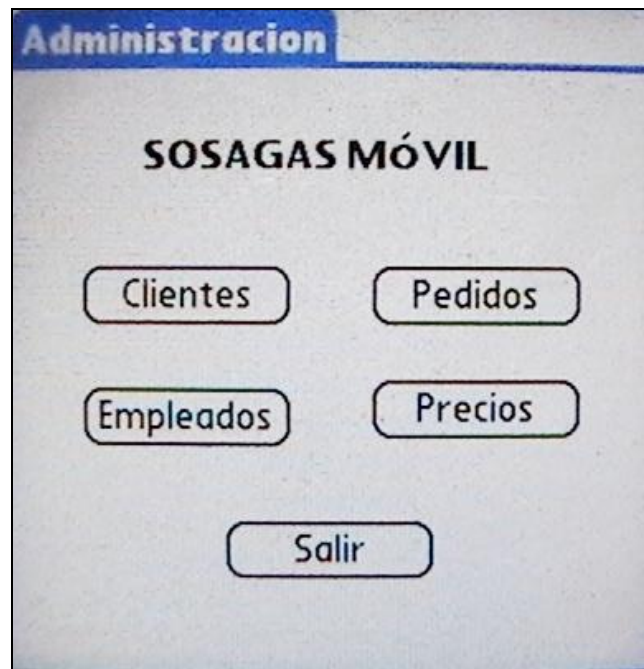 Administracion
SOSAGAS MÓVIL
Clientes Pedidos
Empleados Precios
Salir